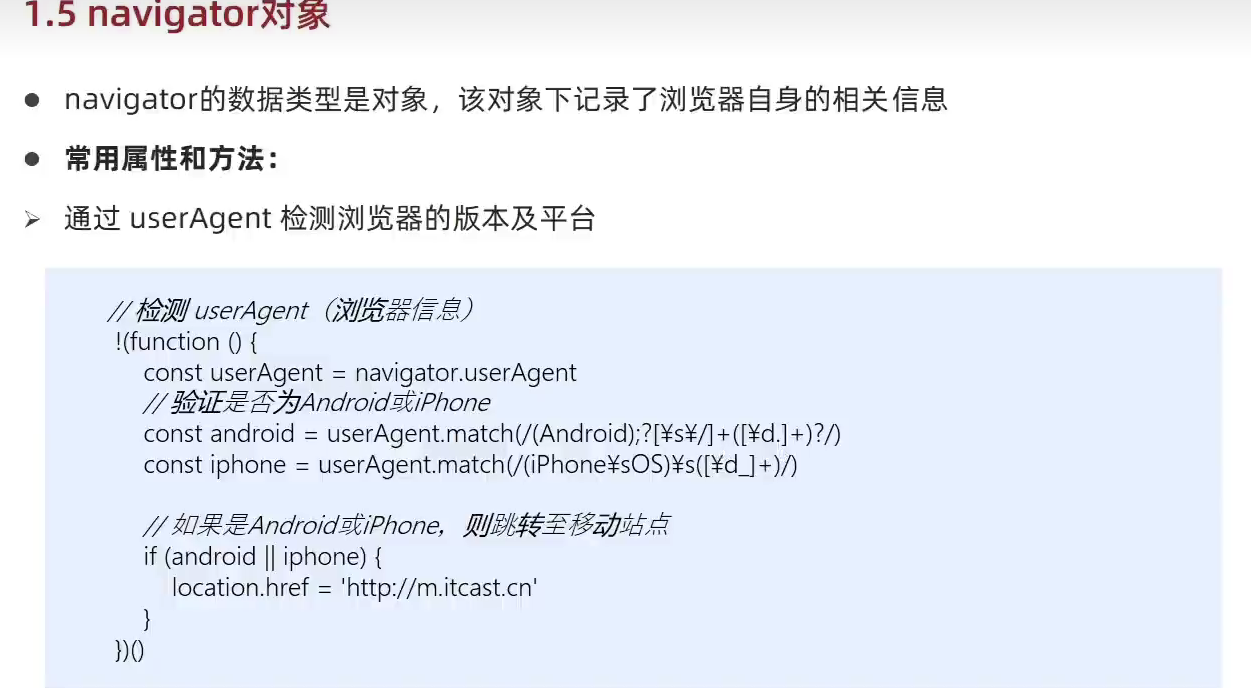 1.5 navigator对象
navigator的数据类型是对象，该对象下记录了浏览器自身的相关信息
常用属性和方法：
通过 userAgent 检测浏览器的版本及平台
// 检测 userAgent（浏览器信息）
!(function () {
const userAgent = navigator.userAgent
// 验证是否为Android或iPhone
const android = userAgent.match(/(Android);?[¥s¥/]+([¥d.]+)?/)
const iphone = userAgent.match(/(iPhone¥sOS)¥s([¥d_]+)/)
// 如果是Android或iPhone，则跳转至移动站点
if (android || iphone) {
location.href = 'http://m.itcast.cn'
}
})()